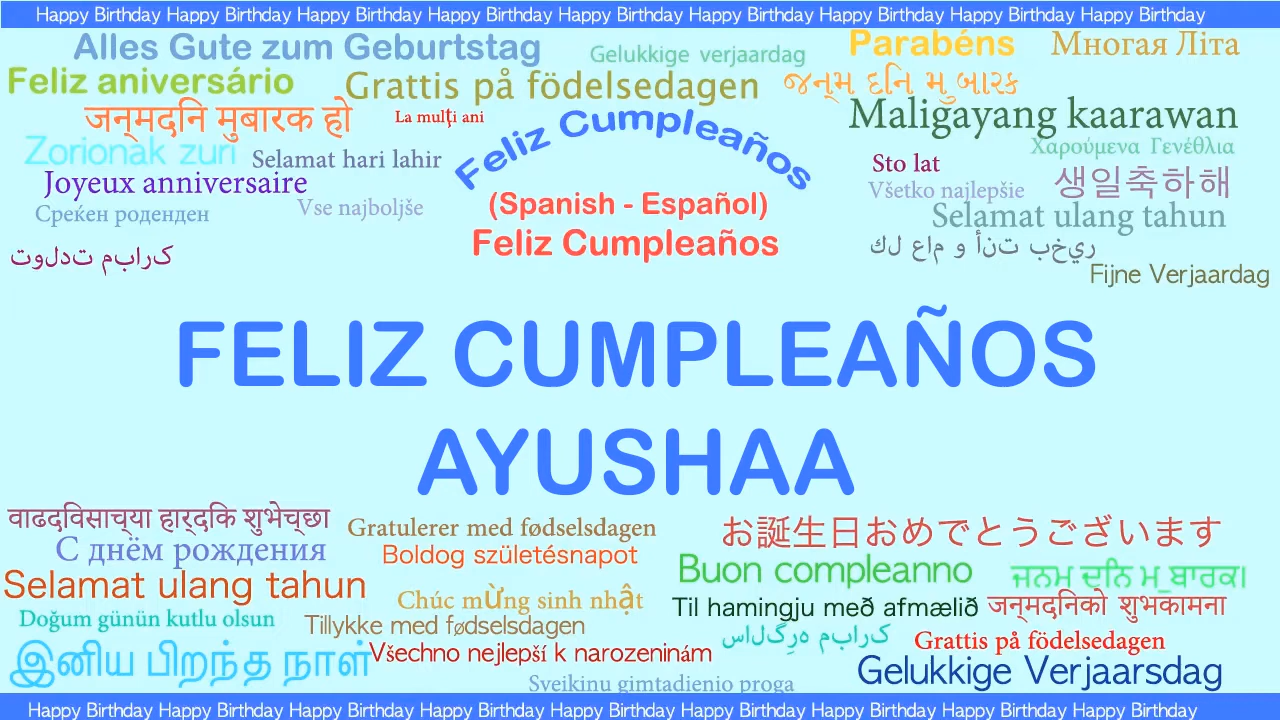 Happy Birthday Happy Birthday Happy Birthday Happy Birthday Happy Birthday Happy Birthday Happy Birthday Happy Birthday Happy Birthday
Alles Gute zum Geburtstag
Gelukkige verjaardag
Parabéns
Многая Літа
Feliz aniversário
Grattis på födelsedagen
જન્મ દિન મુબારક
जन्मदिन मुबारक हो
La mulți ani
Feliz Cumpleaños
Maligayang kaarawan
Zorionak zuri
Selamat hari lahir
Χαρούμενα Γενέθλια
Sto lat
Joyeux anniversaire
(Spanish - Español)
Všetko najlepšie
생일축하해
Среќен роденден
Vse najboljše
Selamat ulang tahun
Feliz Cumpleaños
تولدت مبارک
كل عام و أنت بخير
Fijne Verjaardag
FELIZ CUMPLEAÑOS
AYUSHAA
वाढदिवसाच्या हार्दिक शुभेच्छा
Gratulerer med fødselsdagen
お誕生日おめでとうございます
С днём рождения
Boldog születésnapot
Buon compleanno
ਜਨਮ ਦਿਨ ਮੁਬਾਰਕ।
Selamat ulang tahun
Chúc mừng sinh nhật
Til hamingju með afmælið
जन्मदिनको शुभकामना
Doğum günün kutlu olsun
Tillykke med fødselsdagen
سالگرہ مبارک
Grattis på födelsedagen
இனிய பிறந்த நாள்
Všechno nejlepší k narozeninám
Gelukkige Verjaarsdag
Sveikinu gimtadienio proga
Happy Birthday Happy Birthday Happy Birthday Happy Birthday Happy Birthday Happy Birthday Happy Birthday Happy Birthday Happy Birthday